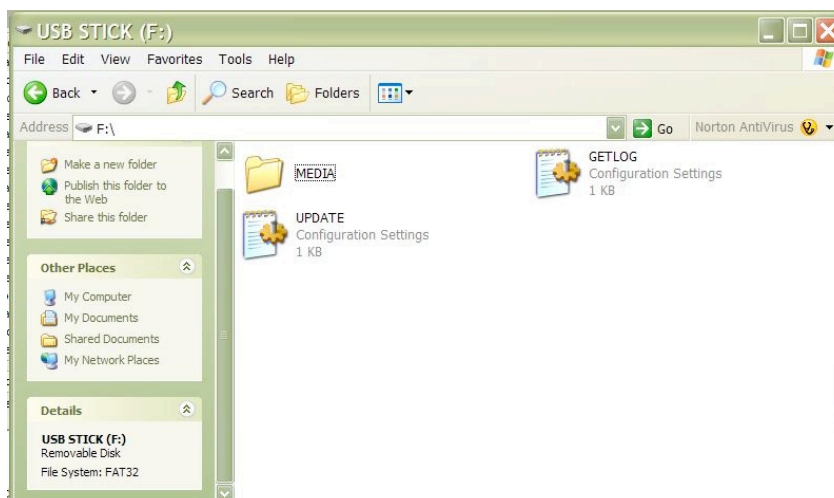 USB STICK (F:)
File Edit View Favorites Tools Help
Back Search Folders
Address F:\ Go Norton AntiVirus
Make a new folder
Publish this folder to
the Web
Share this folder
Other Places
My Computer
My Documents
Shared Documents
My Network Places
Details
USB STICK (F:)
Removable Disk
File System: FAT32
MEDIA
GETLOG
Configuration Settings
1 KB
UPDATE
Configuration Settings
1 KB